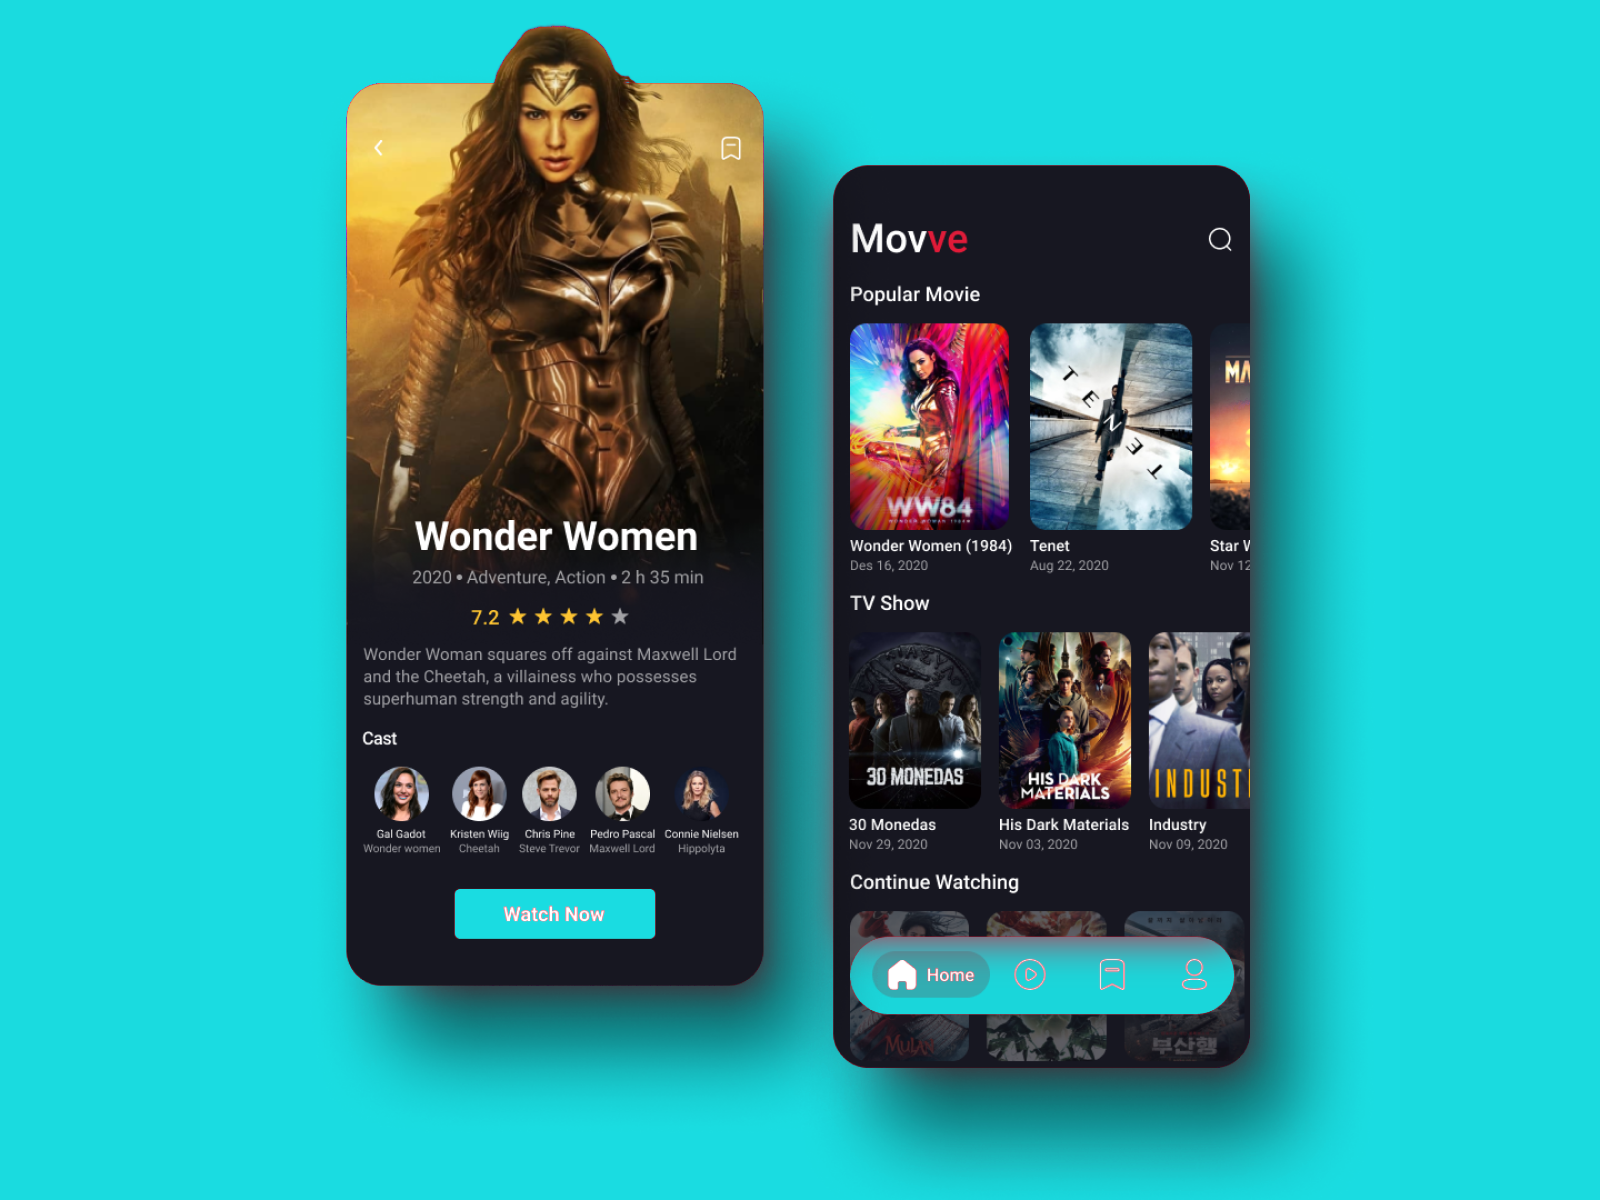 Wonder Women
2020 • Adventure, Action • 2 h 35 min
7.2
Wonder Woman squares off against Maxwell Lord
and the Cheetah, a villainess who possesses
superhuman strength and agility.
Cast
Gal Gadot
Wonder women
Kristen Wiig
Cheetah
Chris Pine
Steve Trevor
Pedro Pascal
Maxwell Lord
Connie Nielsen
Hippolyta
Watch Now
Movve
Popular Movie
WW84
WONDER WOMAN 1984
TENET
MA
Wonder Women (1984)
Des 16, 2020
Tenet
Aug 22, 2020
Star W
Nov 12
TV Show
30 MONEDAS
HIS DARK
MATERIALS
INDUST
30 Monedas
Nov 29, 2020
His Dark Materials
Nov 03, 2020
Industry
Nov 09, 2020
Continue Watching
Home
MULAN
부산행